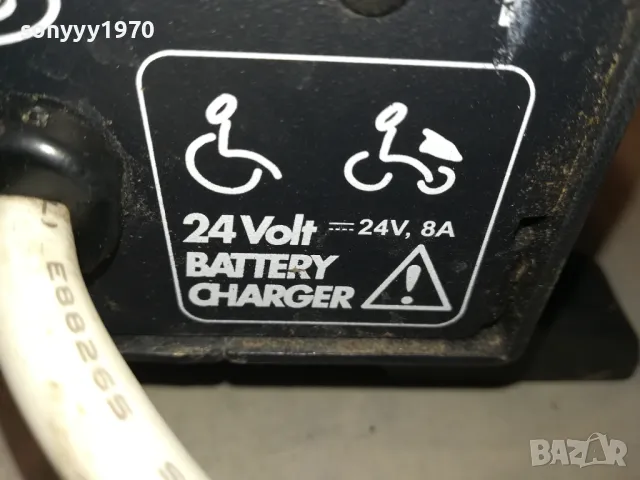 sonyyy1970
24 Volt ⎓ 24V, 8A
BATTERY
CHARGER
E88265
BAZAR